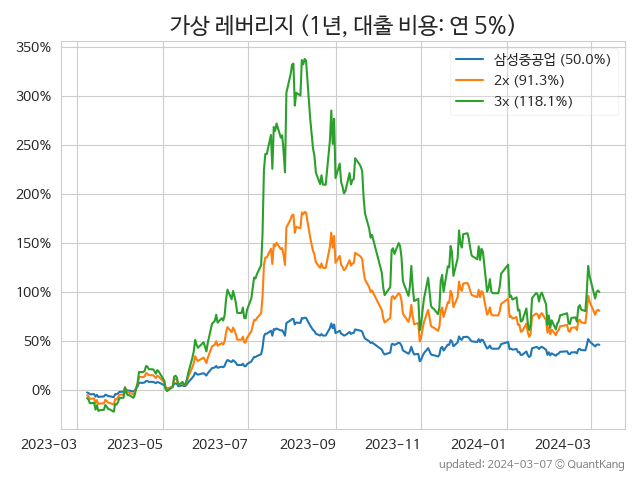 가상 레버리지 (1년, 대출 비용: 연 5%)
350%
300%
250%
200%
150%
100%
50%
0%
삼성중공업 (50.0%)
2x (91.3%)
3x (118.1%)
2023-03 2023-05 2023-07 2023-09 2023-11 2024-01 2024-03
updated: 2024-03-07 © QuantKang